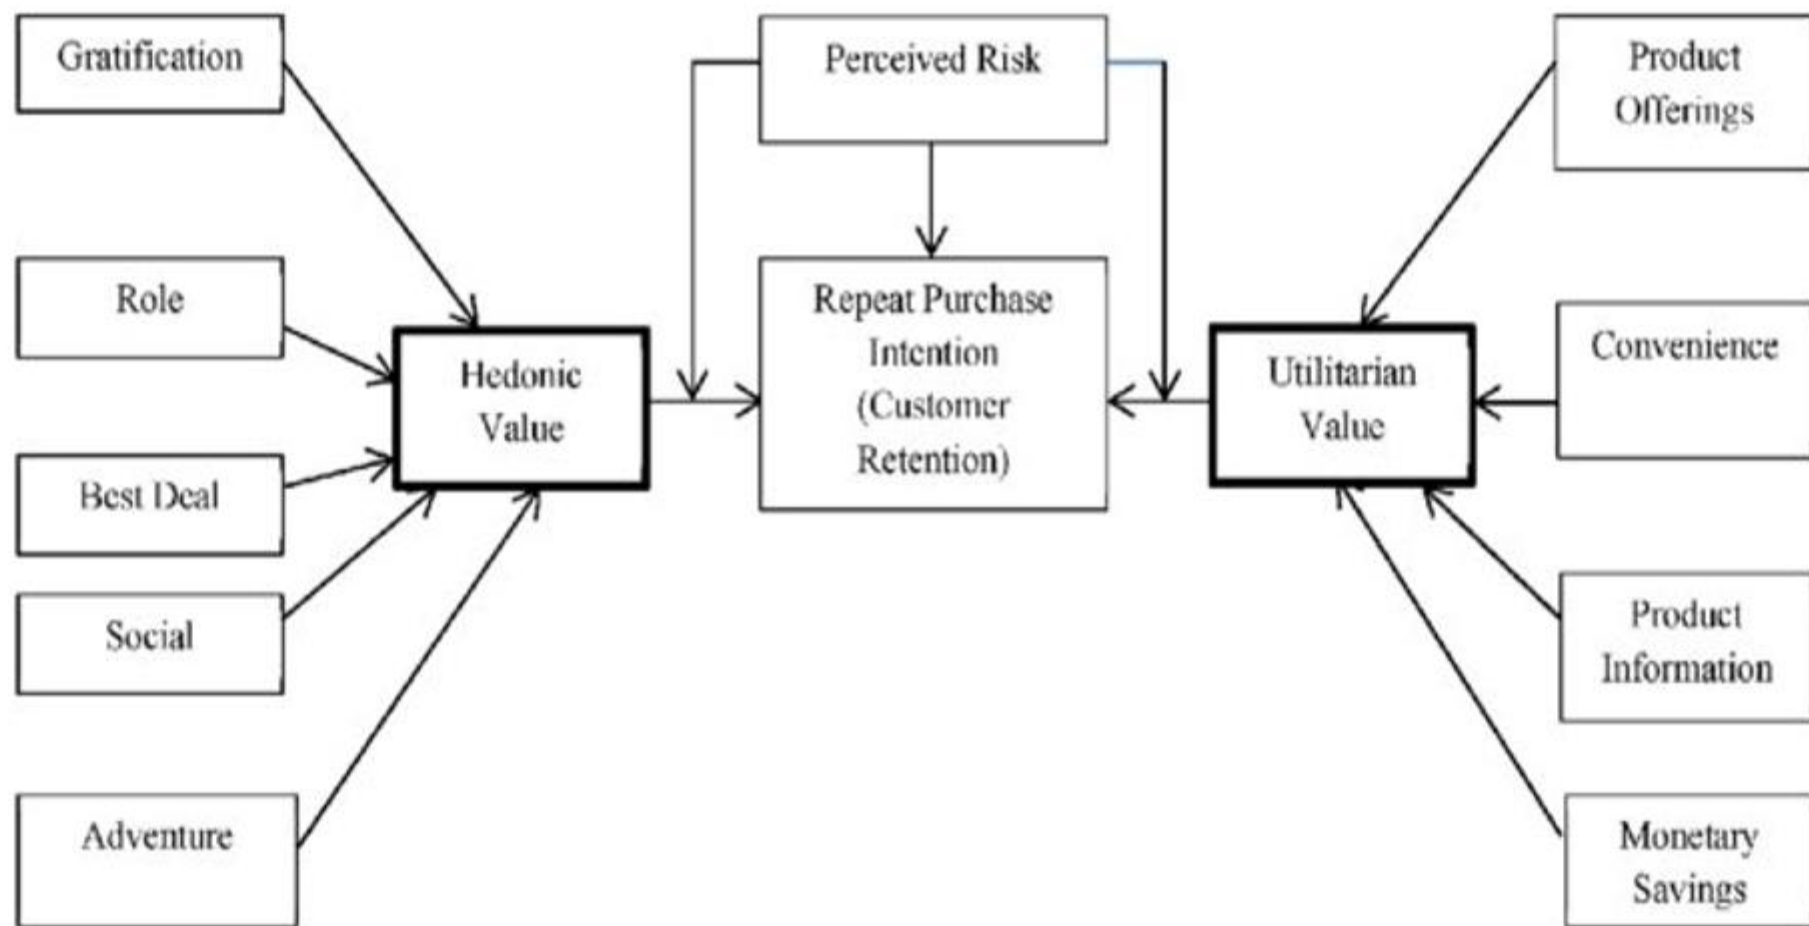 Gratification
Role
Best Deal
Social
Adventure
Hedonic
Value
Perceived Risk
Repeat Purchase
Intention
(Customer
Retention)
Utilitarian
Value
Product
Offerings
Convenience
Product
Information
Monetary
Savings